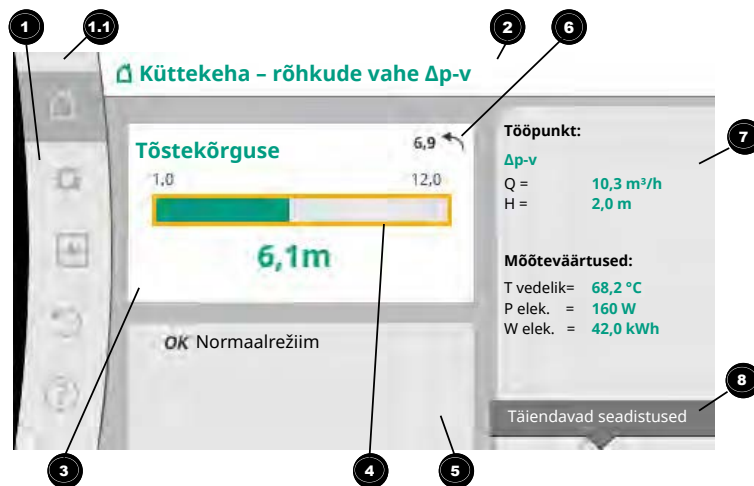 1
1.1
2
6
Küttekeha – rõhkude vahe Δp-v
Tõstekõrguse
6,9
1,0
12,0
6,1m
OK Normaalrežiim
Tööpunkt:
Δp-v
Q = 10,3 m³/h
H = 2,0 m
Mõõteväärtused:
T vedelik= 68,2 °C
P elek. = 160 W
W elek. = 42,0 kWh
Täiendavad seadistused
7
8
3
4
5